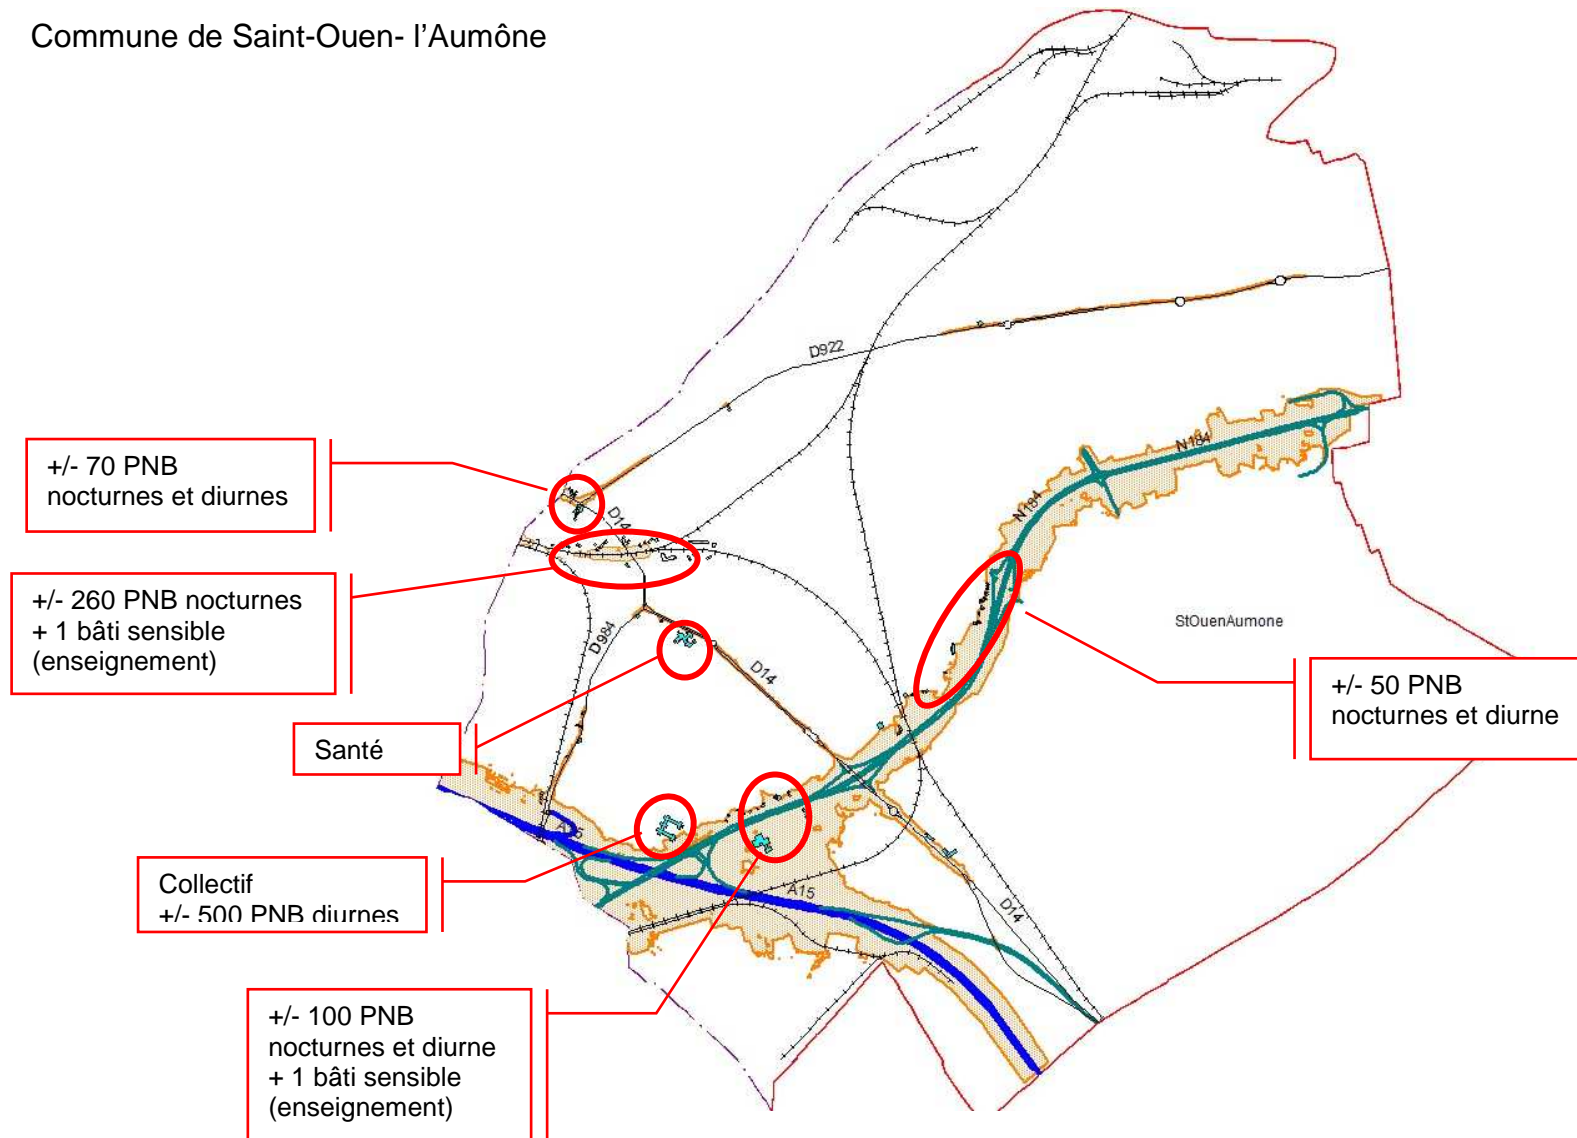 Commune de Saint-Ouen- l'Aumône
D922
N184
N184
+/- 70 PNB
nocturnes et diurnes
D14
+/- 260 PNB nocturnes
+ 1 bâti sensible
(enseignement)
D984
D14
StOuenAumone
+/- 50 PNB
nocturnes et diurne
Santé
A15
Collectif
+/- 500 PNB diurnes
A15
D14
+/- 100 PNB
nocturnes et diurne
+ 1 bâti sensible
(enseignement)